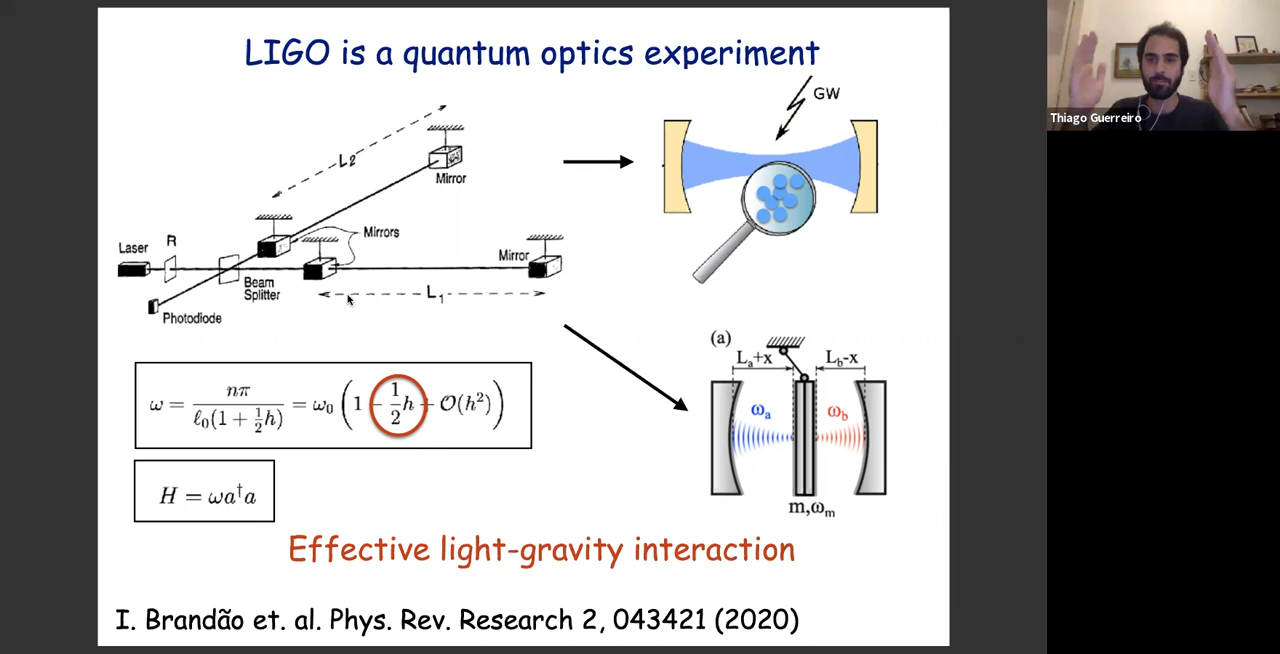 LIGO is a quantum optics experiment
GW
L2
Mirror
Mirrors
Laser
R
Mirror
Beam
Splitter
L₁
Photodiode
(a)
Lₐ+x
L_b-x
ωₐ
ω_b
m,ωₘ
ω = nπ / ℓ₀(1 + ½h) = ω₀ (1 − ½h + 𝒪(h²))
H = ωa†a
Effective light-gravity interaction
I. Brandão et. al. Phys. Rev. Research 2, 043421 (2020)
Thiago Guerreiro